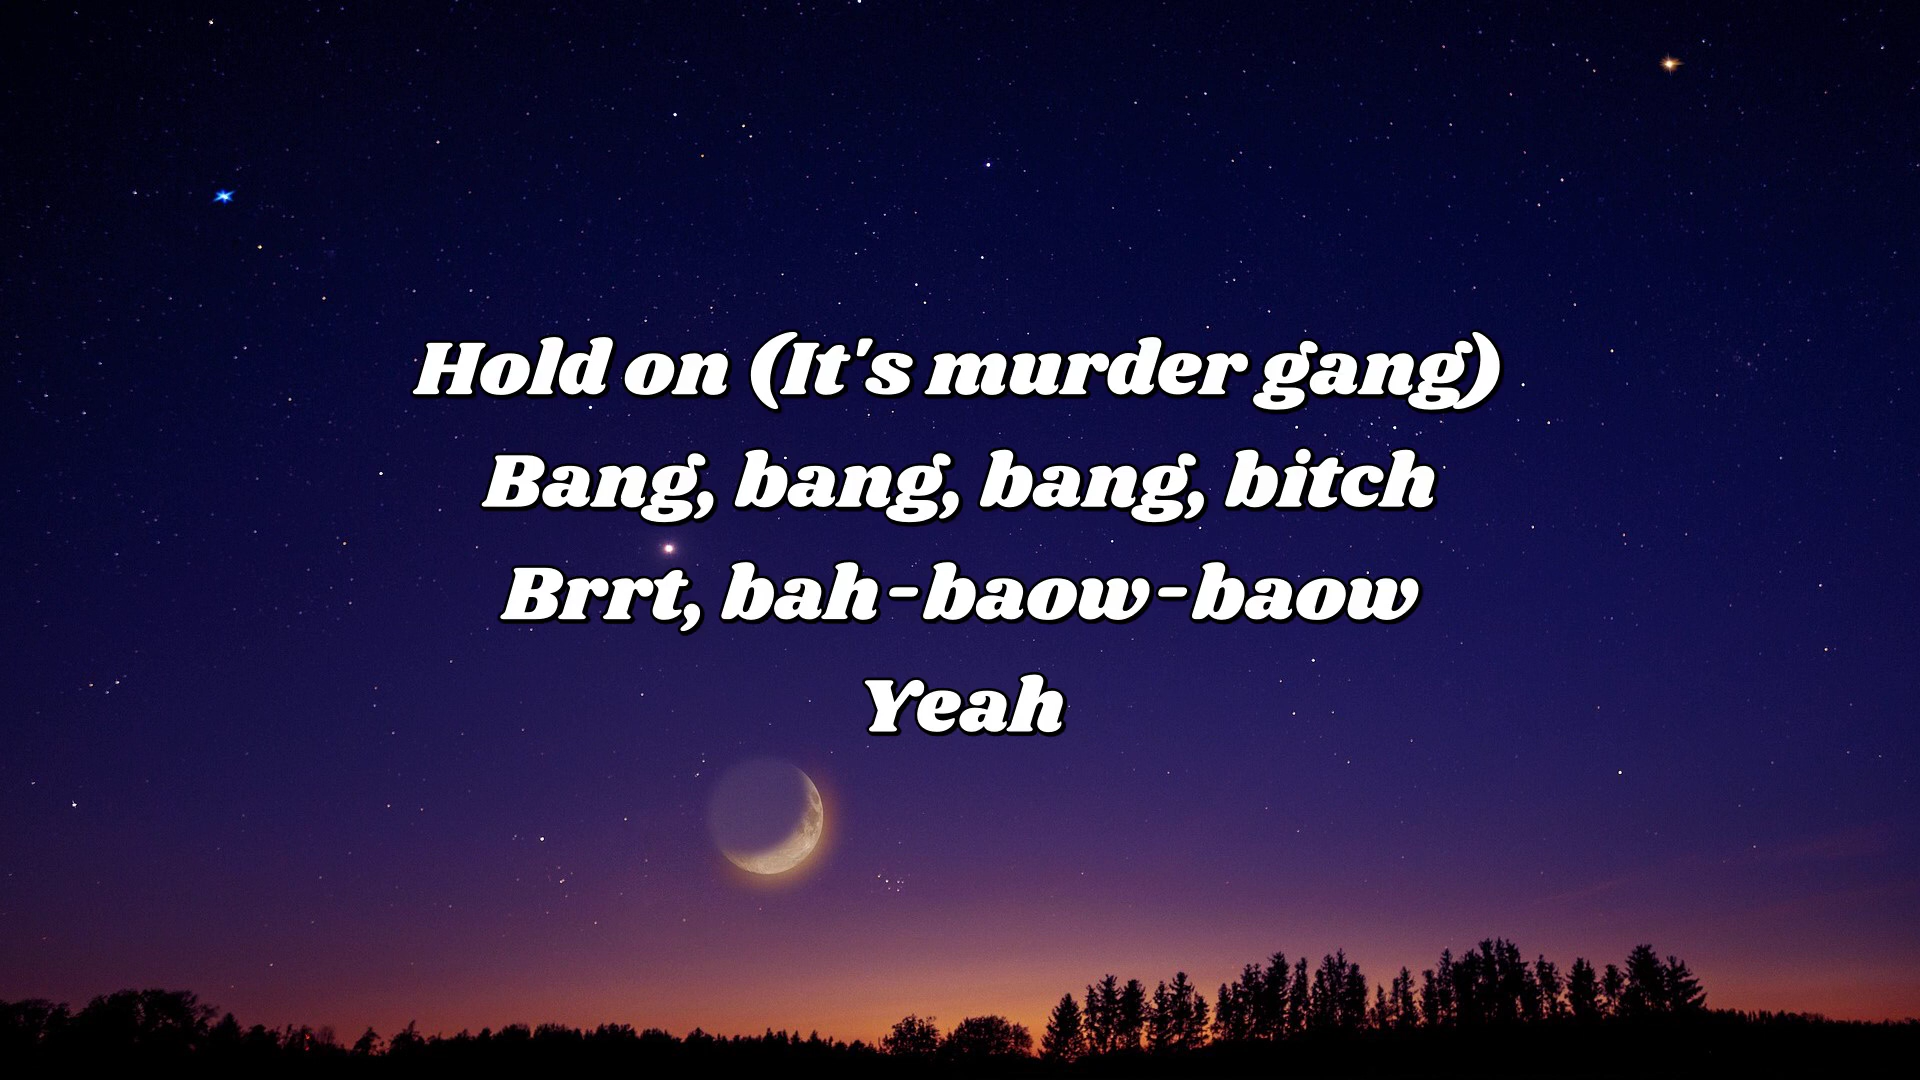 Hold on (It's murder gang)
Bang, bang, bang, bitch
Brrt, bah-baow-baow
Yeah